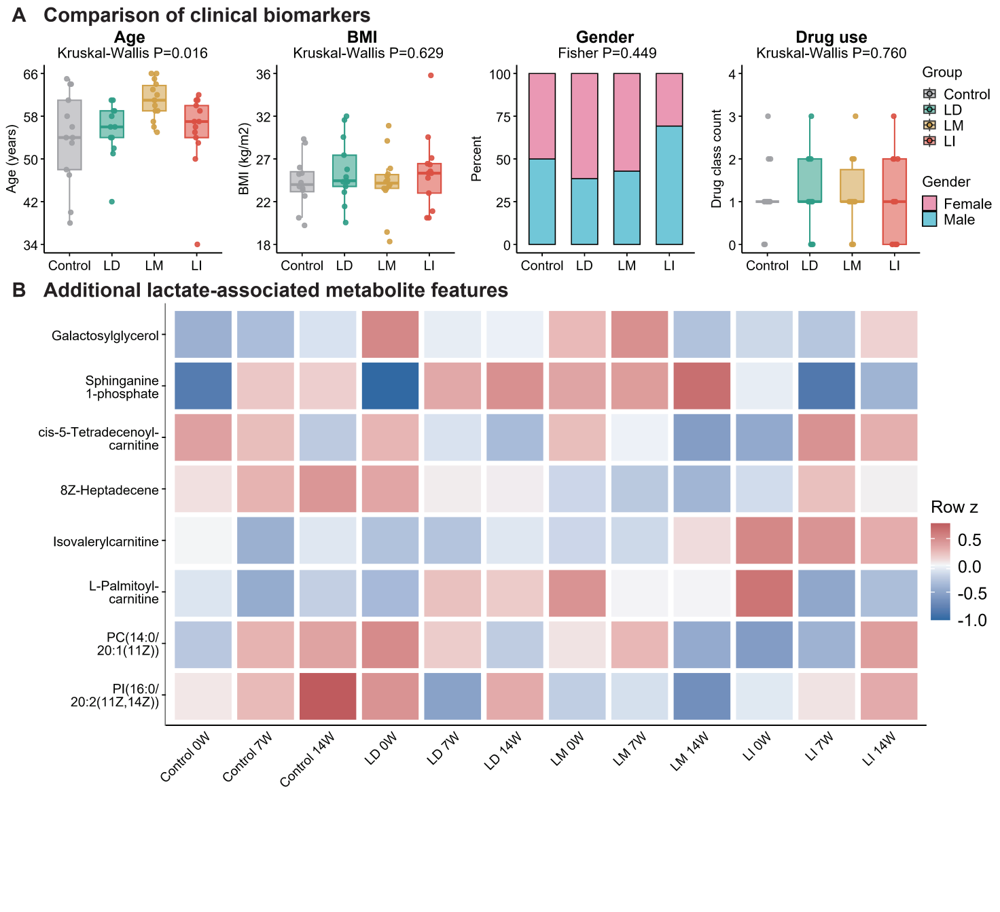 A Comparison of clinical biomarkers
Age
Kruskal-Wallis P=0.016
Age (years)
66
58
50
42
34
Control LD LM LI
BMI
Kruskal-Wallis P=0.629
BMI (kg/m2)
36
32
27
22
18
Control LD LM LI
Gender
Fisher P=0.449
Percent
100
75
50
25
0
Control LD LM LI
Drug use
Kruskal-Wallis P=0.760
Drug class count
4
3
2
1
0
Control LD LM LI
Group
Control
LD
LM
LI
Gender
Female
Male
B Additional lactate-associated metabolite features
Galactosylglycerol
Sphinganine
1-phosphate
cis-5-Tetradecenoyl-
carnitine
8Z-Heptadecene
Isovalerylcarnitine
L-Palmitoyl-
carnitine
PC(14:0/
20:1(11Z))
PI(16:0/
20:2(11Z,14Z))
Control 0W
Control 7W
Control 14W
LD 0W
LD 7W
LD 14W
LM 0W
LM 7W
LM 14W
LI 0W
LI 7W
LI 14W
Row z
0.5
0.0
-0.5
-1.0